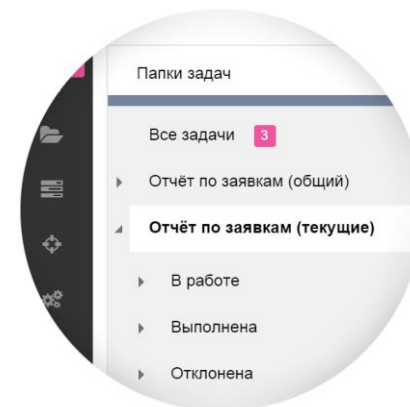 Папки задач
Все задачи 3
Отчёт по заявкам (общий)
Отчёт по заявкам (текущие)
В работе
Выполнена
Отклонена